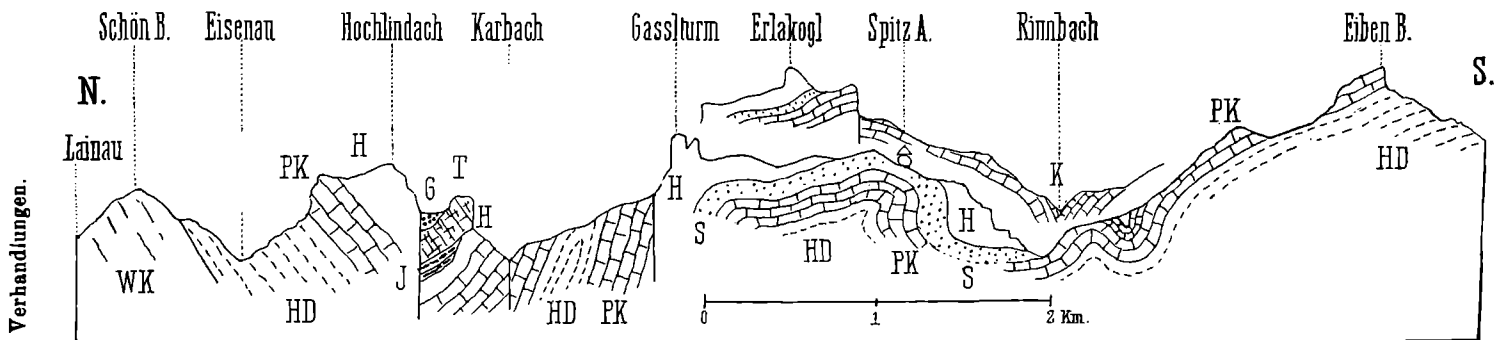 Schön B. Eisenau Hochlindach Karbach Gasslturm Erlakogl Spitz A. Rinnbach Eiben B.
N. S.
Lainau PK H G T H H K PK HD
S HD PK H S
WK HD J HD PK
0 1 2 Km.
Verhandlungen.